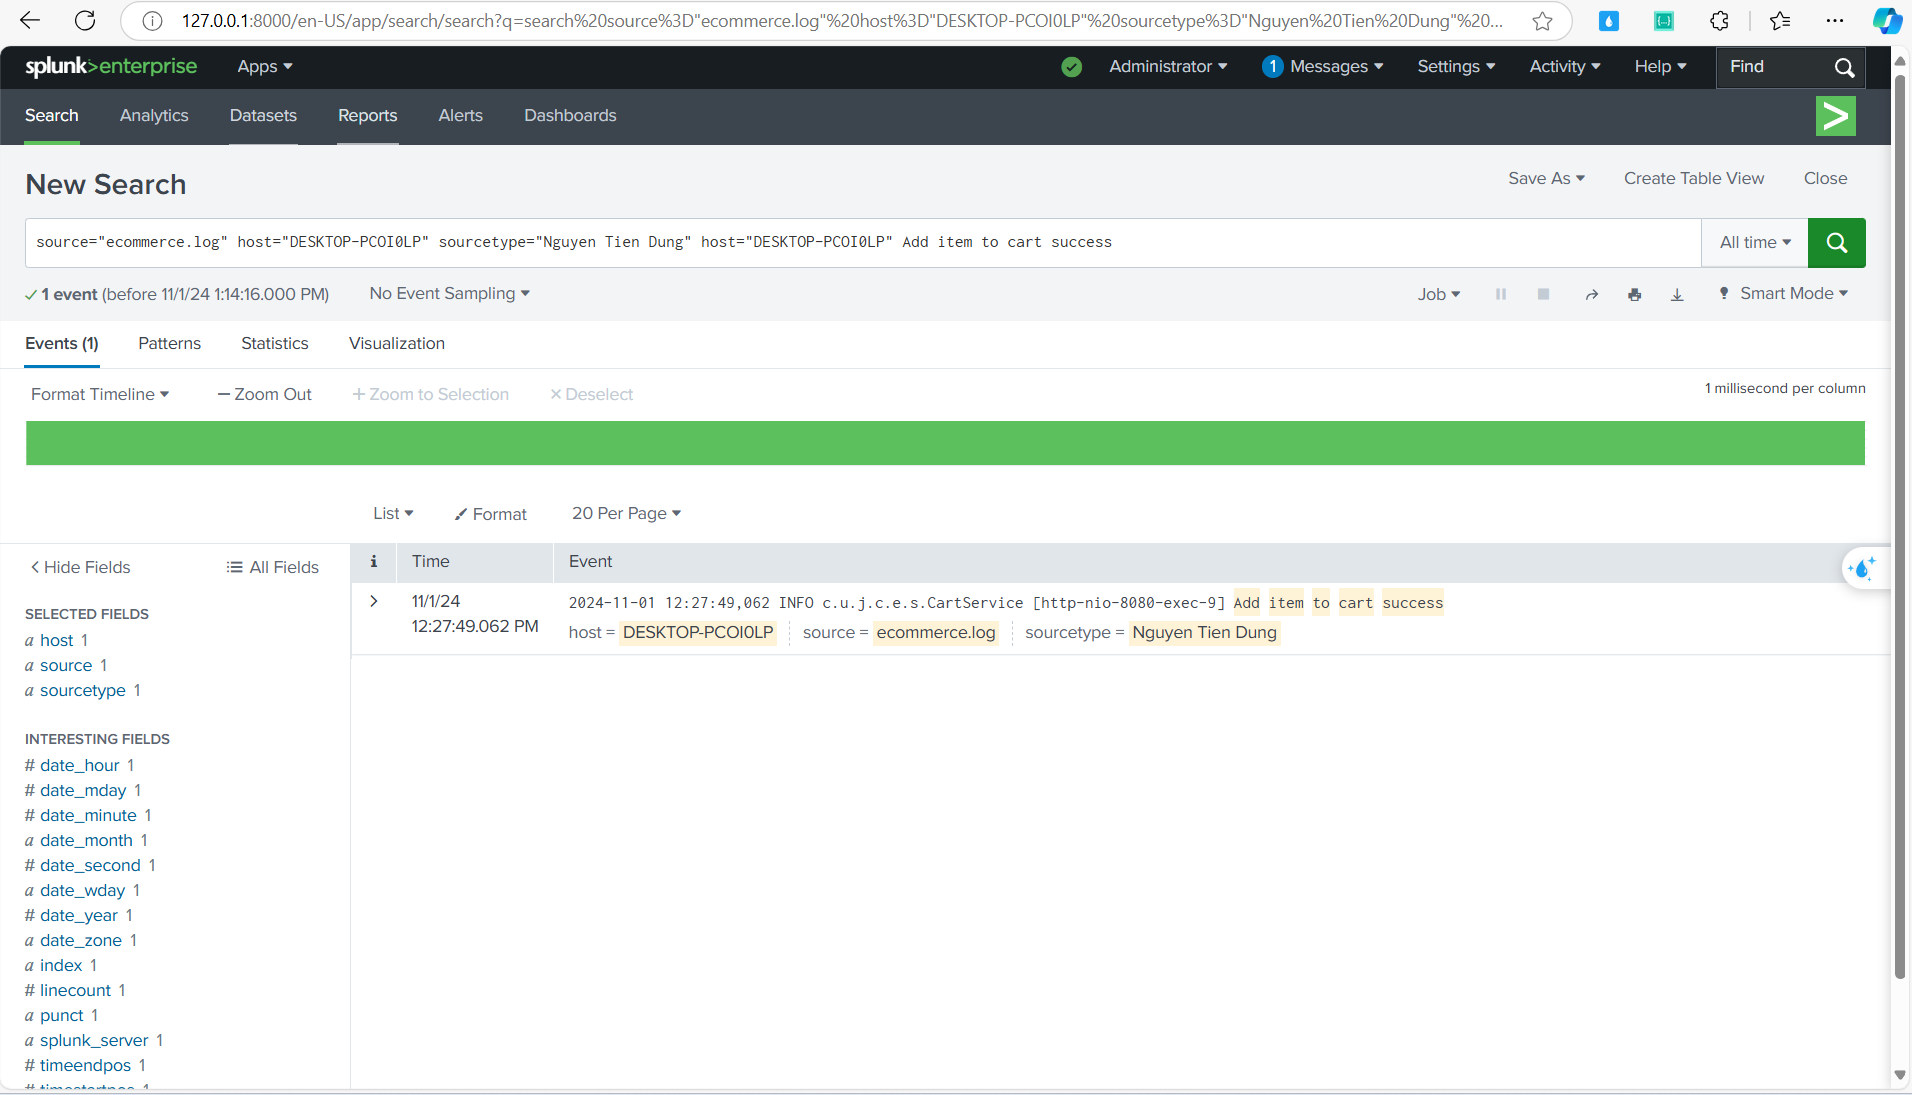 127.0.0.1:8000/en-US/app/search/search?q=search%20source%3D"ecommerce.log"%20host%3D"DESKTOP-PCOI0LP"%20sourcetype%3D"Nguyen%20Tien%20Dung"%20...
splunk>enterprise Apps Administrator 1 Messages Settings Activity Help Find
Search Analytics Datasets Reports Alerts Dashboards
New Search Save As Create Table View Close
source="ecommerce.log" host="DESKTOP-PCOI0LP" sourcetype="Nguyen Tien Dung" host="DESKTOP-PCOI0LP" Add item to cart success All time
1 event (before 11/1/24 1:14:16.000 PM) No Event Sampling Job Smart Mode
Events (1) Patterns Statistics Visualization
Format Timeline — Zoom Out + Zoom to Selection × Deselect 1 millisecond per column
List Format 20 Per Page
< Hide Fields All Fields
i Time Event
11/1/24
12:27:49.062 PM
2024-11-01 12:27:49,062 INFO c.u.j.c.e.s.CartService [http-nio-8080-exec-9] Add item to cart success
host = DESKTOP-PCOI0LP source = ecommerce.log sourcetype = Nguyen Tien Dung
SELECTED FIELDS
a host 1
a source 1
a sourcetype 1
INTERESTING FIELDS
# date_hour 1
# date_mday 1
# date_minute 1
a date_month 1
# date_second 1
a date_wday 1
# date_year 1
a date_zone 1
a index 1
# linecount 1
a punct 1
a splunk_server 1
# timeendpos 1
# timestartpos 1